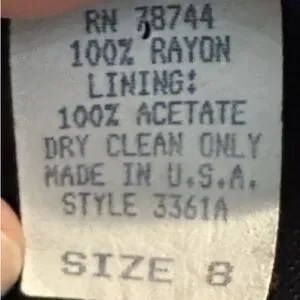 RN 78744
100% RAYON
LINING:
100% ACETATE
DRY CLEAN ONLY
MADE IN U.S.A.
STYLE 3361A
SIZE 8